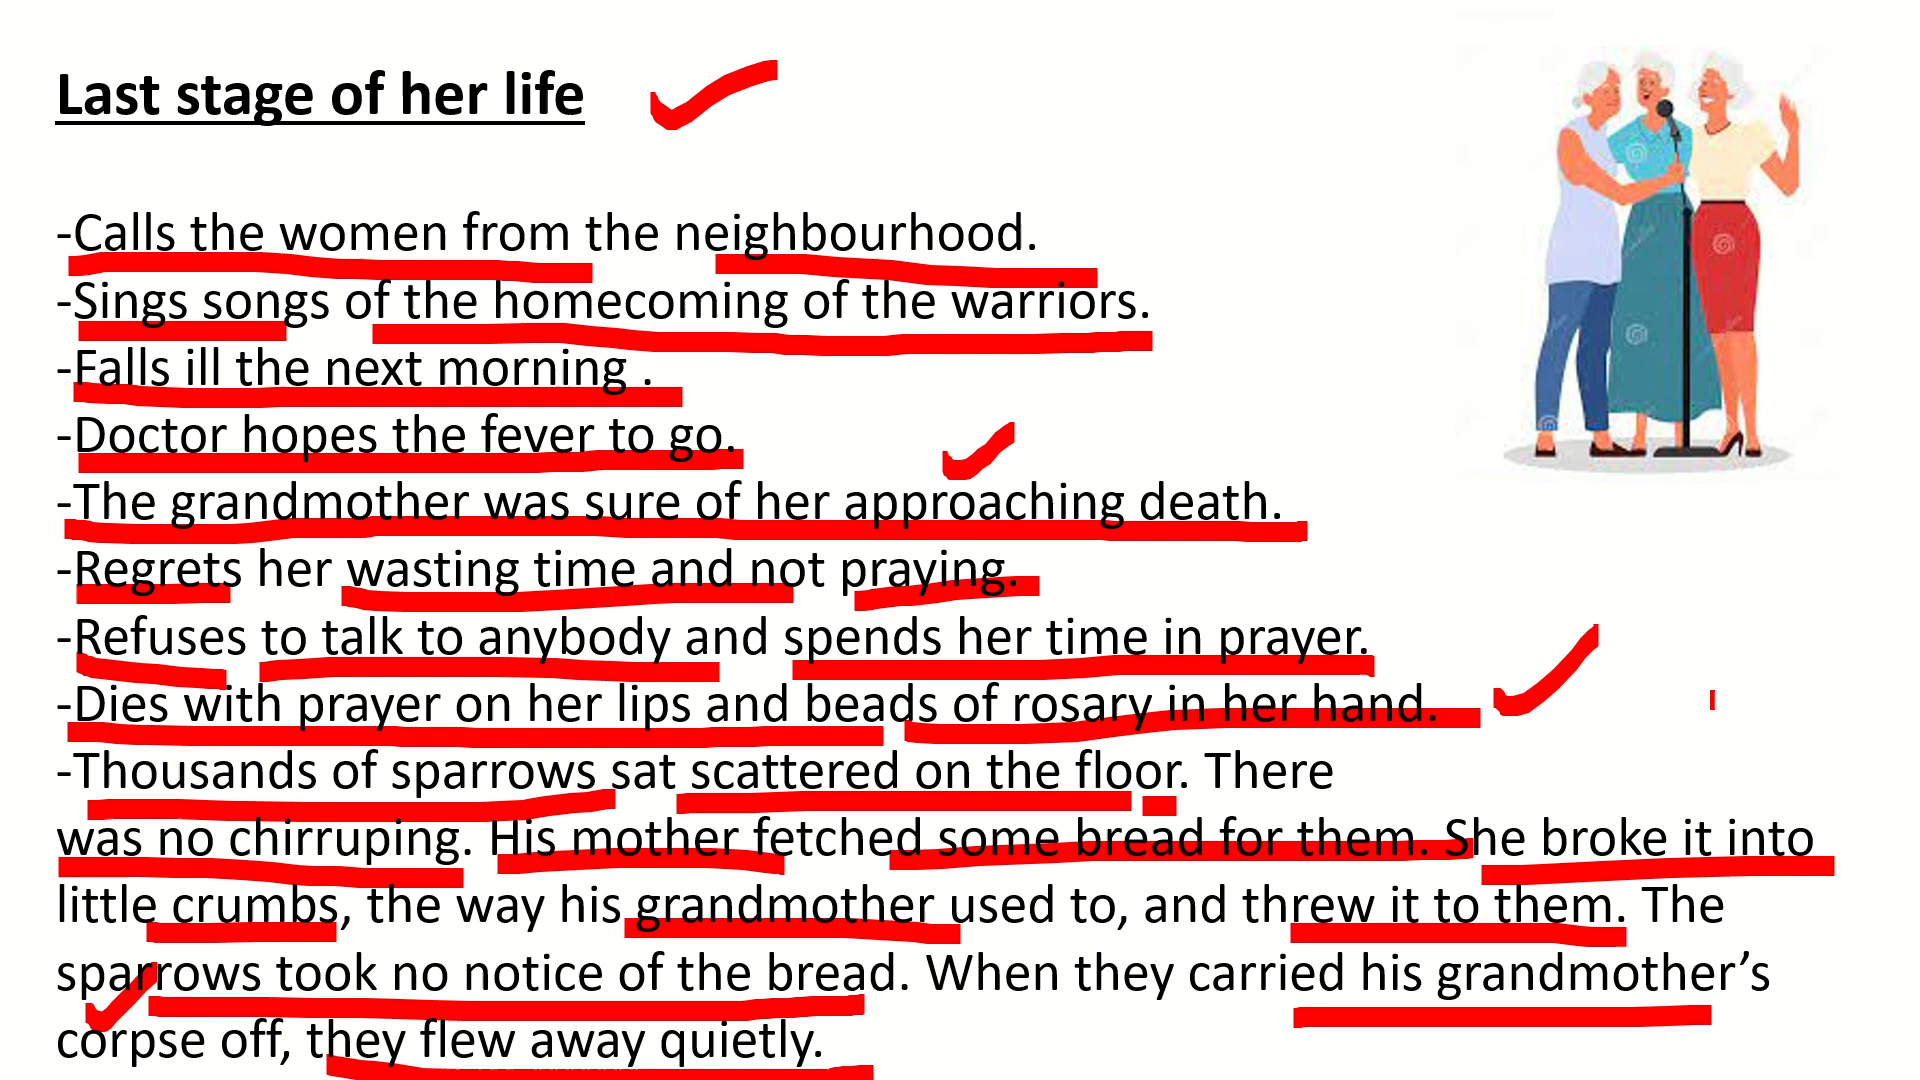 Last stage of her life
-Calls the women from the neighbourhood.
-Sings songs of the homecoming of the warriors.
-Falls ill the next morning .
-Doctor hopes the fever to go.
-The grandmother was sure of her approaching death.
-Regrets her wasting time and not praying.
-Refuses to talk to anybody and spends her time in prayer.
-Dies with prayer on her lips and beads of rosary in her hand.
-Thousands of sparrows sat scattered on the floor. There
was no chirruping. His mother fetched some bread for them. She broke it into
little crumbs, the way his grandmother used to, and threw it to them. The
sparrows took no notice of the bread. When they carried his grandmother’s
corpse off, they flew away quietly.